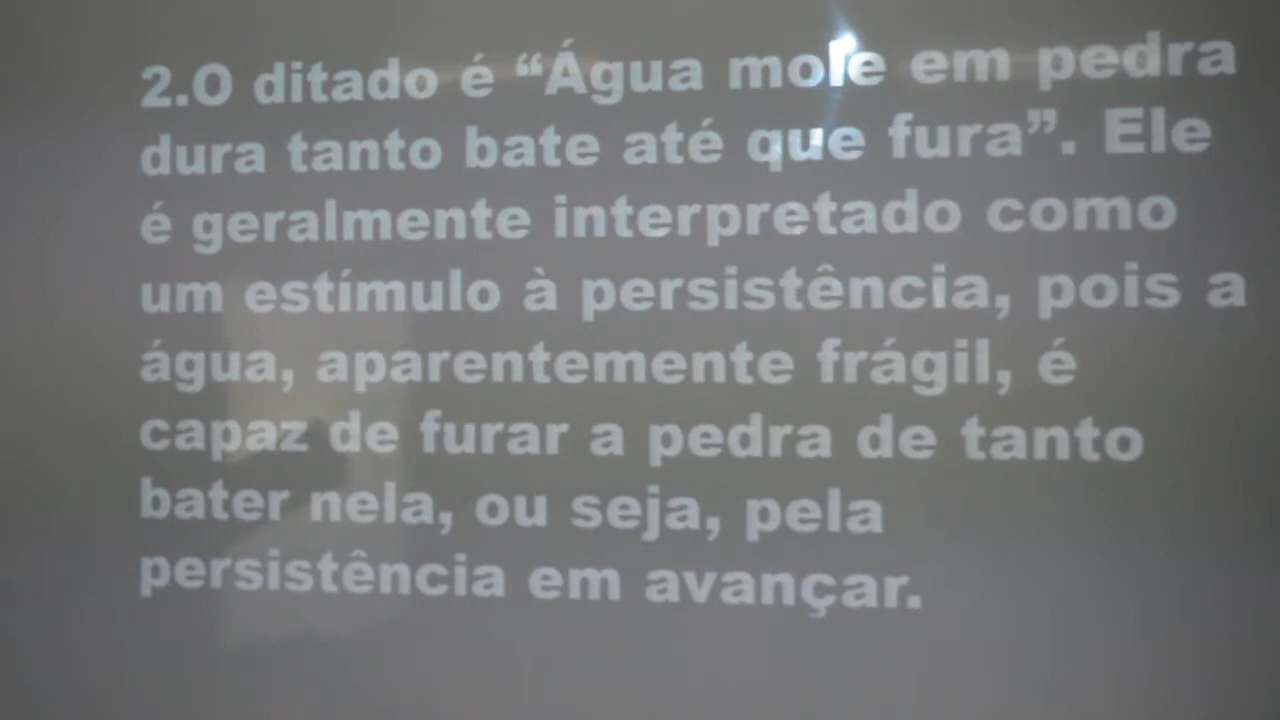 2.O ditado é “Água mole em pedra
dura tanto bate até que fura”. Ele
é geralmente interpretado como
um estímulo à persistência, pois a
água, aparentemente frágil, é
capaz de furar a pedra de tanto
bater nela, ou seja, pela
persistência em avançar.